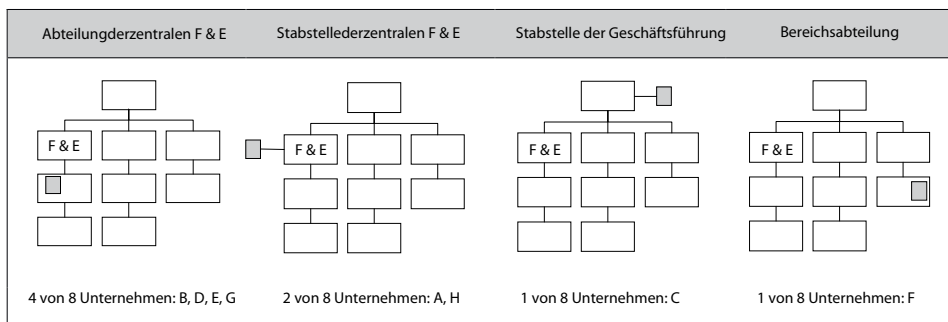 Abteilungderzentralen F & E
Stabstellederzentralen F & E
Stabstelle der Geschäftsführung
Bereichsabteilung
F & E
F & E
F & E
F & E
4 von 8 Unternehmen: B, D, E, G
2 von 8 Unternehmen: A, H
1 von 8 Unternehmen: C
1 von 8 Unternehmen: F